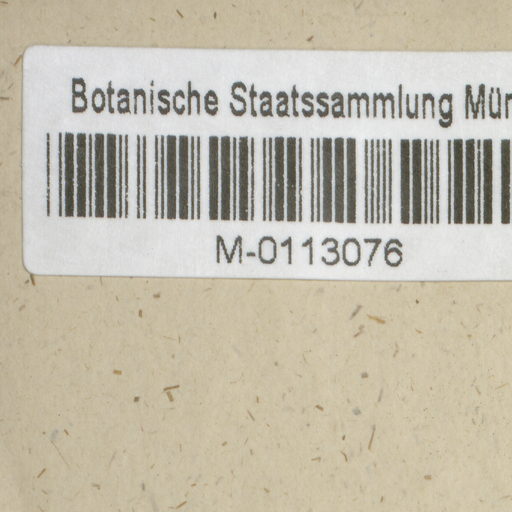 Botanische Staatssammlung Mün
M-0113076